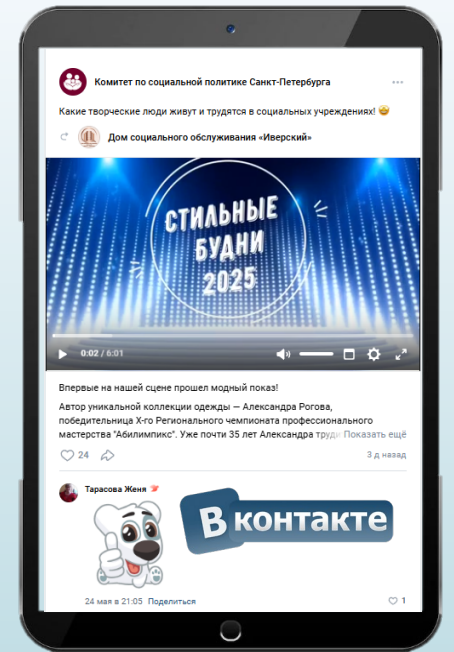 Комитет по социальной политике Санкт-Петербурга
Какие творческие люди живут и трудятся в социальных учреждениях!
Дом социального обслуживания «Иверский»
СТИЛЬНЫЕ
БУДНИ
2025
0:02 / 6:01
Впервые на нашей сцене прошел модный показ!
Автор уникальной коллекции одежды — Александра Рогова,
победительница X-го Регионального чемпионата профессионального
мастерства "Абилимпикс". Уже почти 35 лет Александра труди Показать ещё
24
3 д назад
Тарасова Женя
В контакте
24 мая в 21:05 Поделиться
1